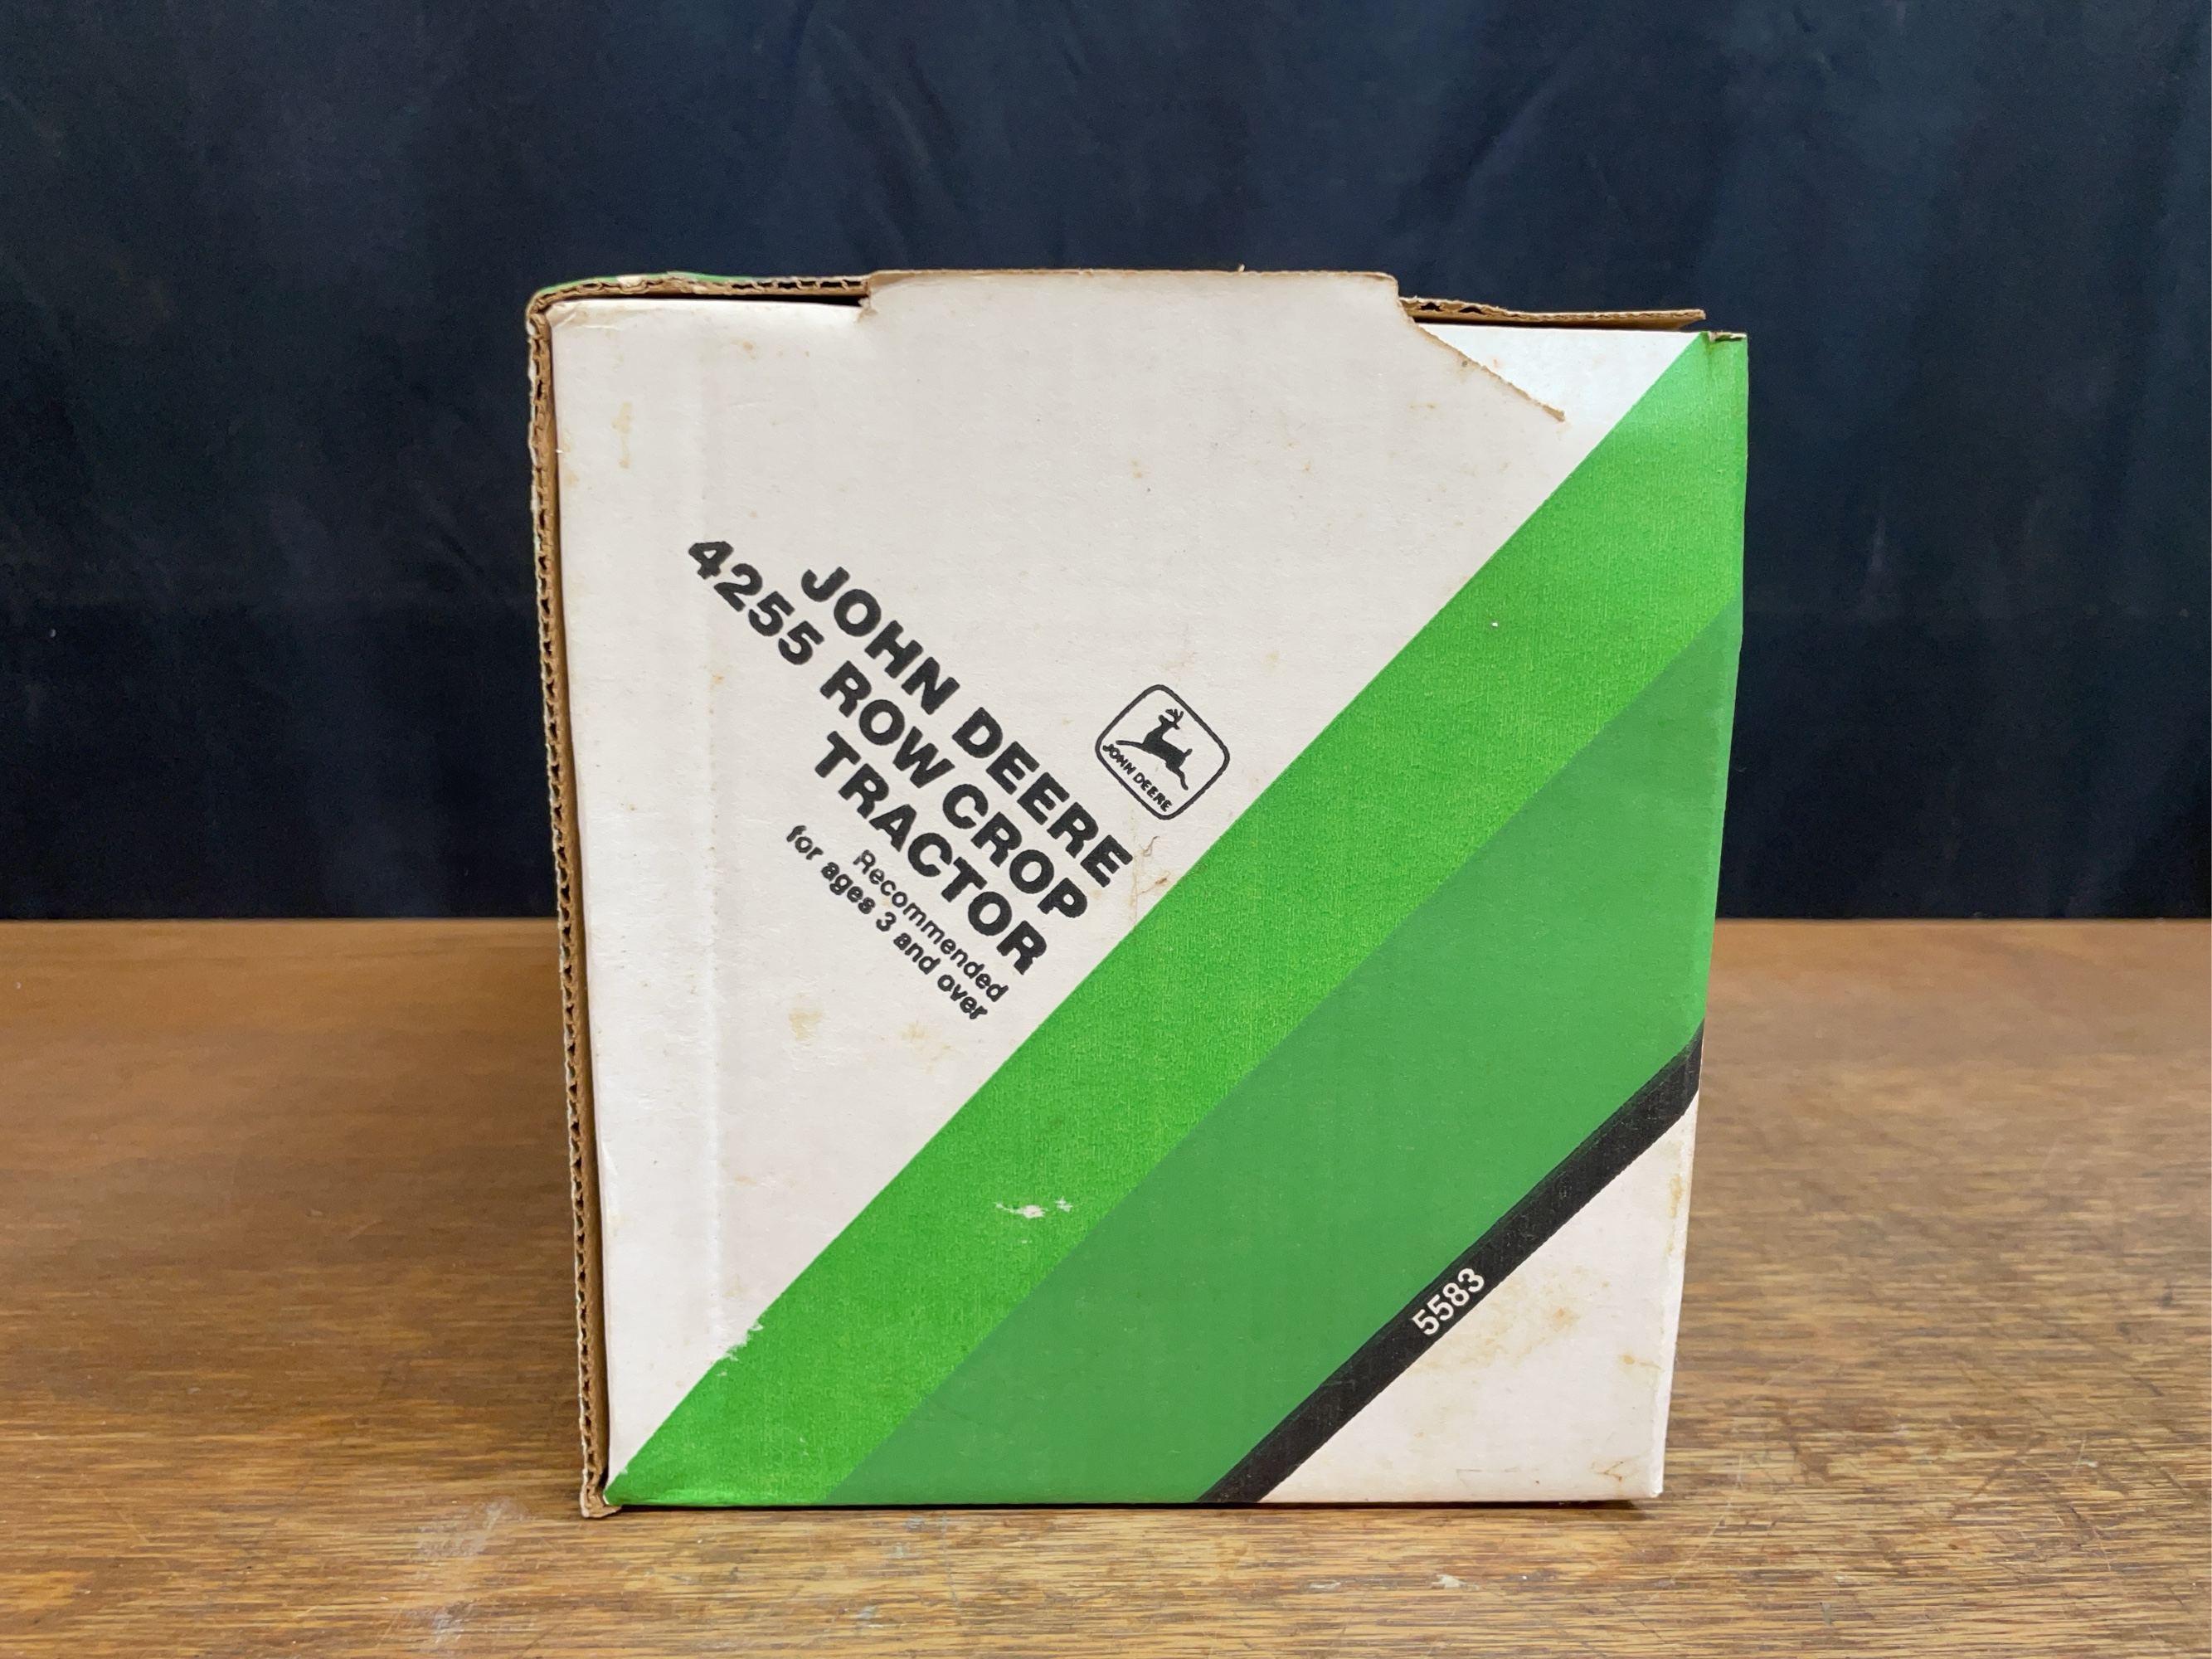 JOHN DEERE
JOHN DEERE
4255 ROW CROP
TRACTOR
Recommended
for ages 3 and over
5583